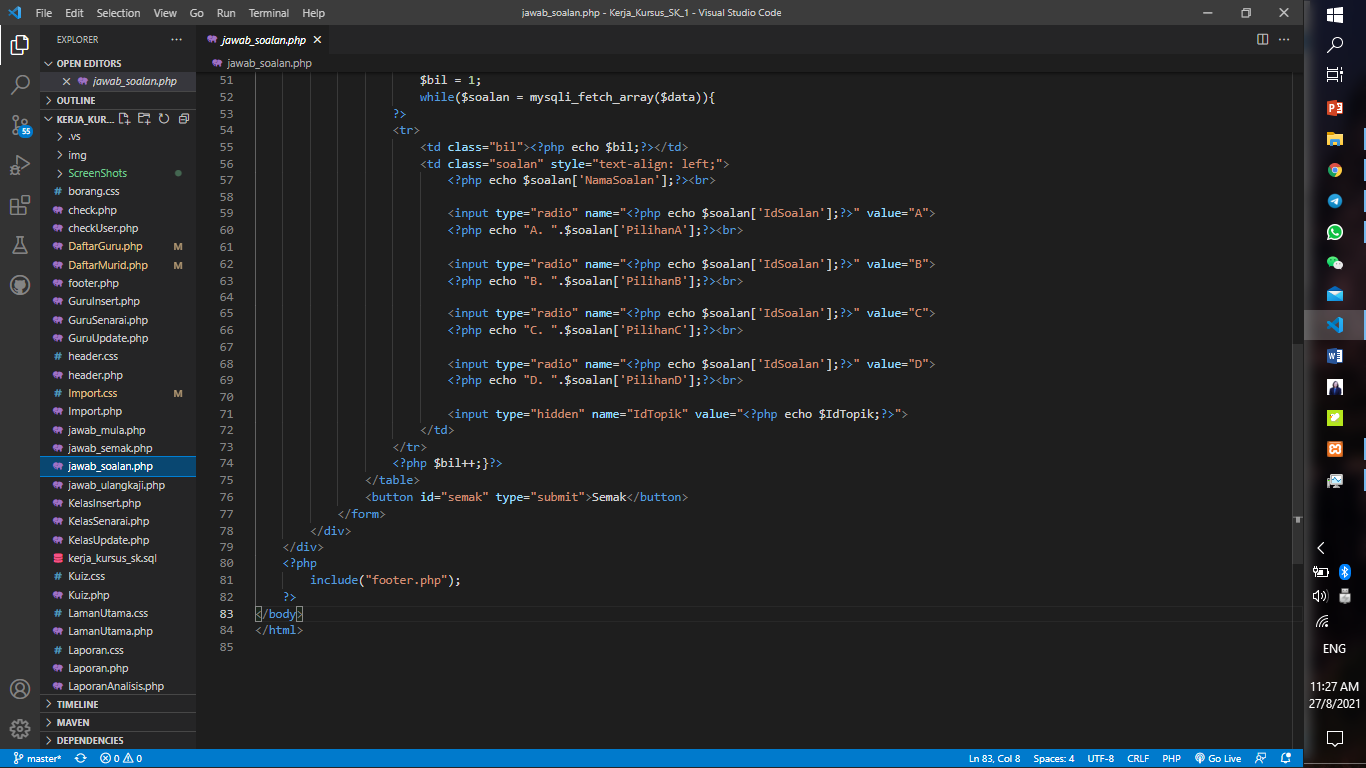 File Edit Selection View Go Run Terminal Help
jawab_soalan.php - Kerja_Kursus_SK_1 - Visual Studio Code
EXPLORER
OPEN EDITORS
jawab_soalan.php
OUTLINE
KERJA_KUR...
.vs
img
ScreenShots
borang.css
check.php
checkUser.php
DaftarGuru.php M
DaftarMurid.php M
footer.php
GuruInsert.php
GuruSenarai.php
GuruUpdate.php
header.css
header.php
Import.css M
Import.php
jawab_mula.php
jawab_semak.php
jawab_soalan.php
jawab_ulangkaji.php
KelasInsert.php
KelasSenarai.php
KelasUpdate.php
kerja_kursus_sk.sql
Kuiz.css
Kuiz.php
LamanUtama.css
LamanUtama.php
Laporan.css
Laporan.php
LaporanAnalisis.php
TIMELINE
MAVEN
DEPENDENCIES
55
jawab_soalan.php
jawab_soalan.php
51 $bil = 1;
52 while($soalan = mysqli_fetch_array($data)){
53 ?>
54 <tr>
55 <td class="bil"><?php echo $bil;?></td>
56 <td class="soalan" style="text-align: left;">
57 <?php echo $soalan['NamaSoalan'];?><br>
58
59 <input type="radio" name="<?php echo $soalan['IdSoalan'];?>" value="A">
60 <?php echo "A. ".$soalan['PilihanA'];?><br>
61
62 <input type="radio" name="<?php echo $soalan['IdSoalan'];?>" value="B">
63 <?php echo "B. ".$soalan['PilihanB'];?><br>
64
65 <input type="radio" name="<?php echo $soalan['IdSoalan'];?>" value="C">
66 <?php echo "C. ".$soalan['PilihanC'];?><br>
67
68 <input type="radio" name="<?php echo $soalan['IdSoalan'];?>" value="D">
69 <?php echo "D. ".$soalan['PilihanD'];?><br>
70
71 <input type="hidden" name="IdTopik" value="<?php echo $IdTopik;?>">
72 </td>
73 </tr>
74 <?php $bil++;}?>
75 </table>
76 <button id="semak" type="submit">Semak</button>
77 </form>
78 </div>
79 </div>
80 <?php
81 include("footer.php");
82 ?>
83 </body>
84 </html>
85
master* 0 0
Ln 83, Col 8 Spaces: 4 UTF-8 CRLF PHP Go Live
ENG
11:27 AM
27/8/2021